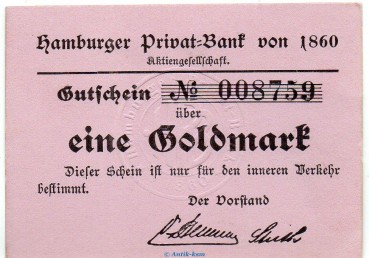 Hamburger Privat-Bank von 1860
Aktiengesellschaft.
Gutschein № 008759
über
eine Goldmark
Dieser Schein ist nur für den inneren Verkehr
bestimmt.
Der Vorstand
© Antik-kuss